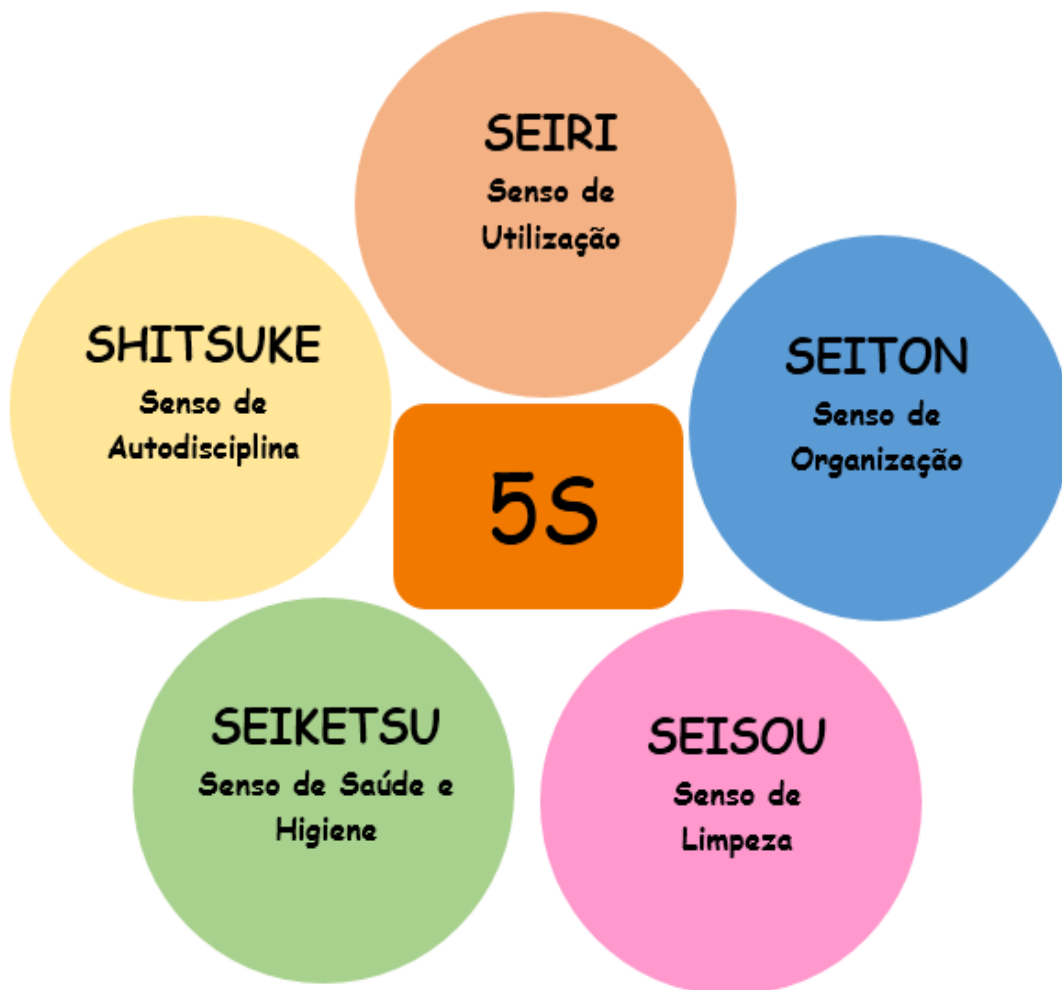 SEIRI
Senso de
Utilização
SHITSUKE
Senso de
Autodisciplina
SEITON
Senso de
Organização
5S
SEIKETSU
Senso de Saúde e
Higiene
SEISOU
Senso de
Limpeza